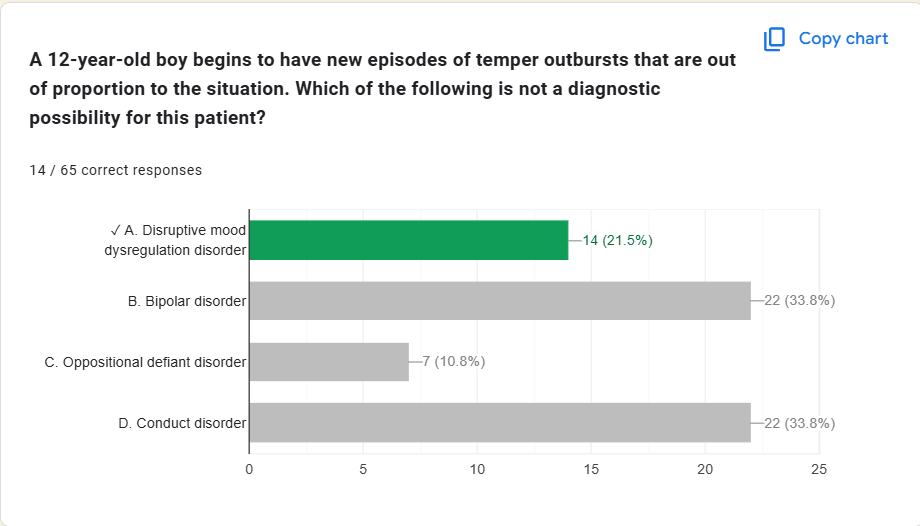 Copy chart
A 12-year-old boy begins to have new episodes of temper outbursts that are out
of proportion to the situation. Which of the following is not a diagnostic
possibility for this patient?
14 / 65 correct responses
✓ A. Disruptive mood
dysregulation disorder
14 (21.5%)
B. Bipolar disorder
22 (33.8%)
C. Oppositional defiant disorder
7 (10.8%)
D. Conduct disorder
22 (33.8%)
0 5 10 15 20 25